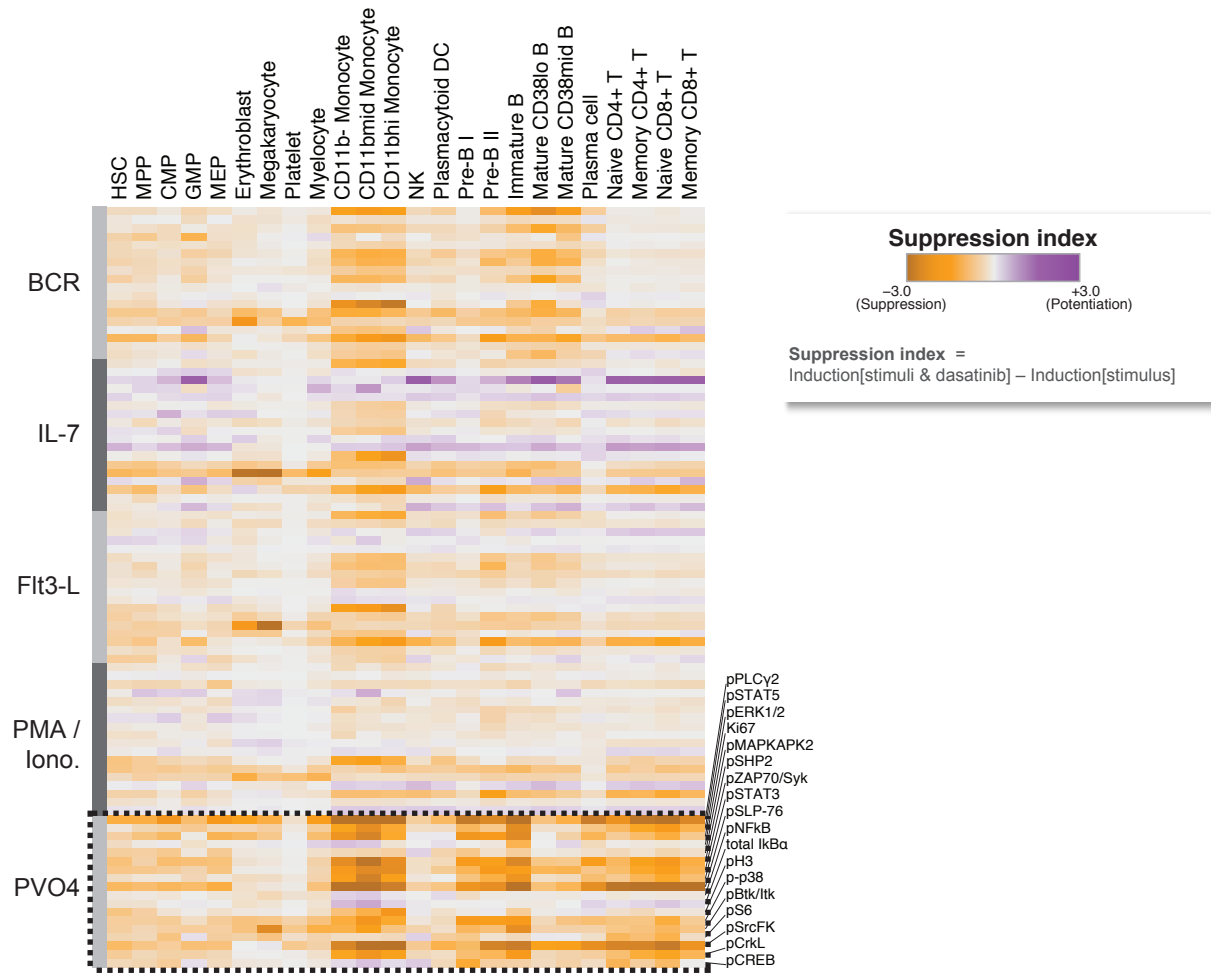 HSC
MPP
CMP
GMP
MEP
Erythroblast
Megakaryocyte
Platelet
Myelocyte
CD11b- Monocyte
CD11bmid Monocyte
CD11bhi Monocyte
NK
Plasmacytoid DC
Pre-B I
Pre-B II
Immature B
Mature CD38lo B
Mature CD38mid B
Plasma cell
Naive CD4+ T
Memory CD4+ T
Naive CD8+ T
Memory CD8+ T
BCR
IL-7
Flt3-L
PMA /
Iono.
PVO4
Suppression index
−3.0 +3.0
(Suppression) (Potentiation)
Suppression index =
Induction[stimuli & dasatinib] – Induction[stimulus]
pPLCγ2
pSTAT5
pERK1/2
Ki67
pMAPKAPK2
pSHP2
pZAP70/Syk
pSTAT3
pSLP-76
pNFkB
total IkBα
pH3
p-p38
pBtk/Itk
pS6
pSrcFK
pCrkL
pCREB